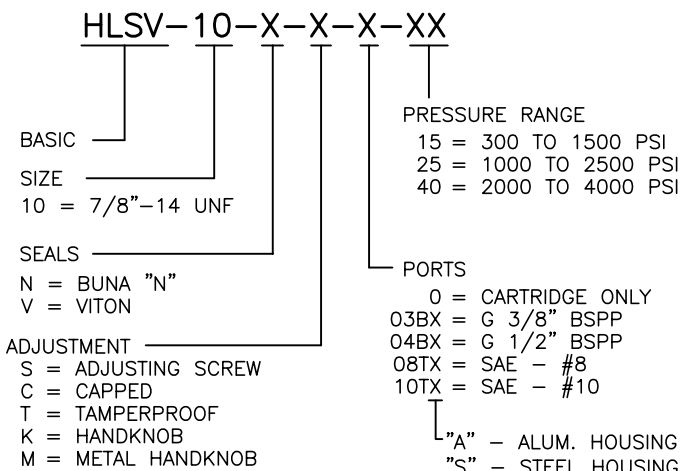 HLSV-10-X-X-X-XX
BASIC
SIZE
10 = 7/8"-14 UNF
SEALS
N = BUNA "N"
V = VITON
ADJUSTMENT
S = ADJUSTING SCREW
C = CAPPED
T = TAMPERPROOF
K = HANDKNOB
M = METAL HANDKNOB
PRESSURE RANGE
15 = 300 TO 1500 PSI
25 = 1000 TO 2500 PSI
40 = 2000 TO 4000 PSI
PORTS
0 = CARTRIDGE ONLY
03BX = G 3/8" BSPP
04BX = G 1/2" BSPP
08TX = SAE - #8
10TX = SAE - #10
"A" - ALUM. HOUSING
"S" - STEEL HOUSING